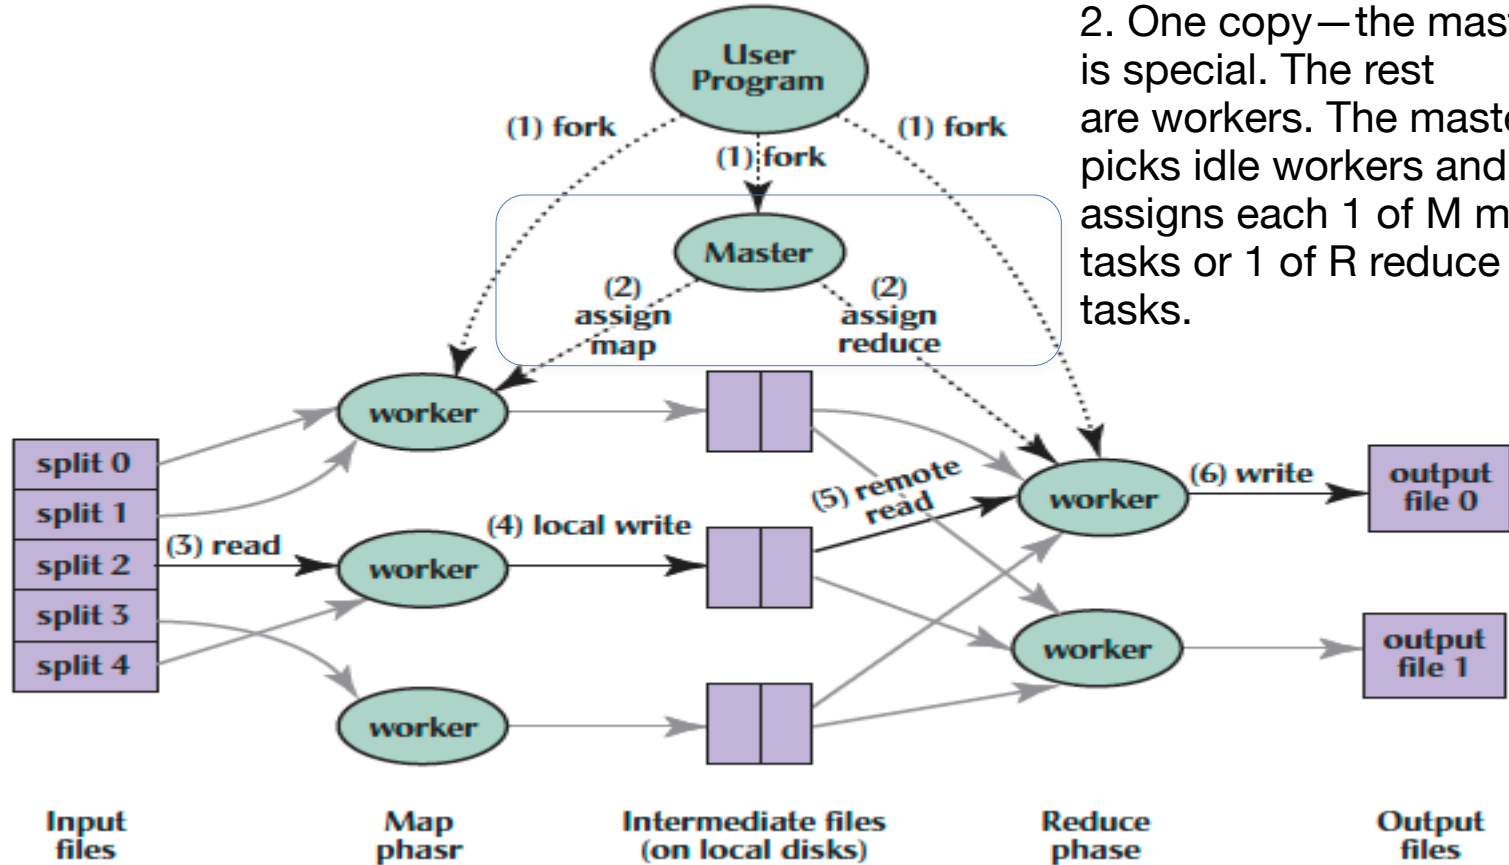 2. One copy—the mast
is special. The rest
are workers. The maste
picks idle workers and
assigns each 1 of M m
tasks or 1 of R reduce
tasks.
User
Program
(1) fork
(1) fork
(1) fork
Master
(2)
assign
map
(2)
assign
reduce
worker
split 0
split 1
split 2
split 3
split 4
(3) read
worker
(4) local write
(5) remote
read
worker
(6) write
output
file 0
worker
worker
output
file 1
Input
files
Map
phasr
Intermediate files
(on local disks)
Reduce
phase
Output
files